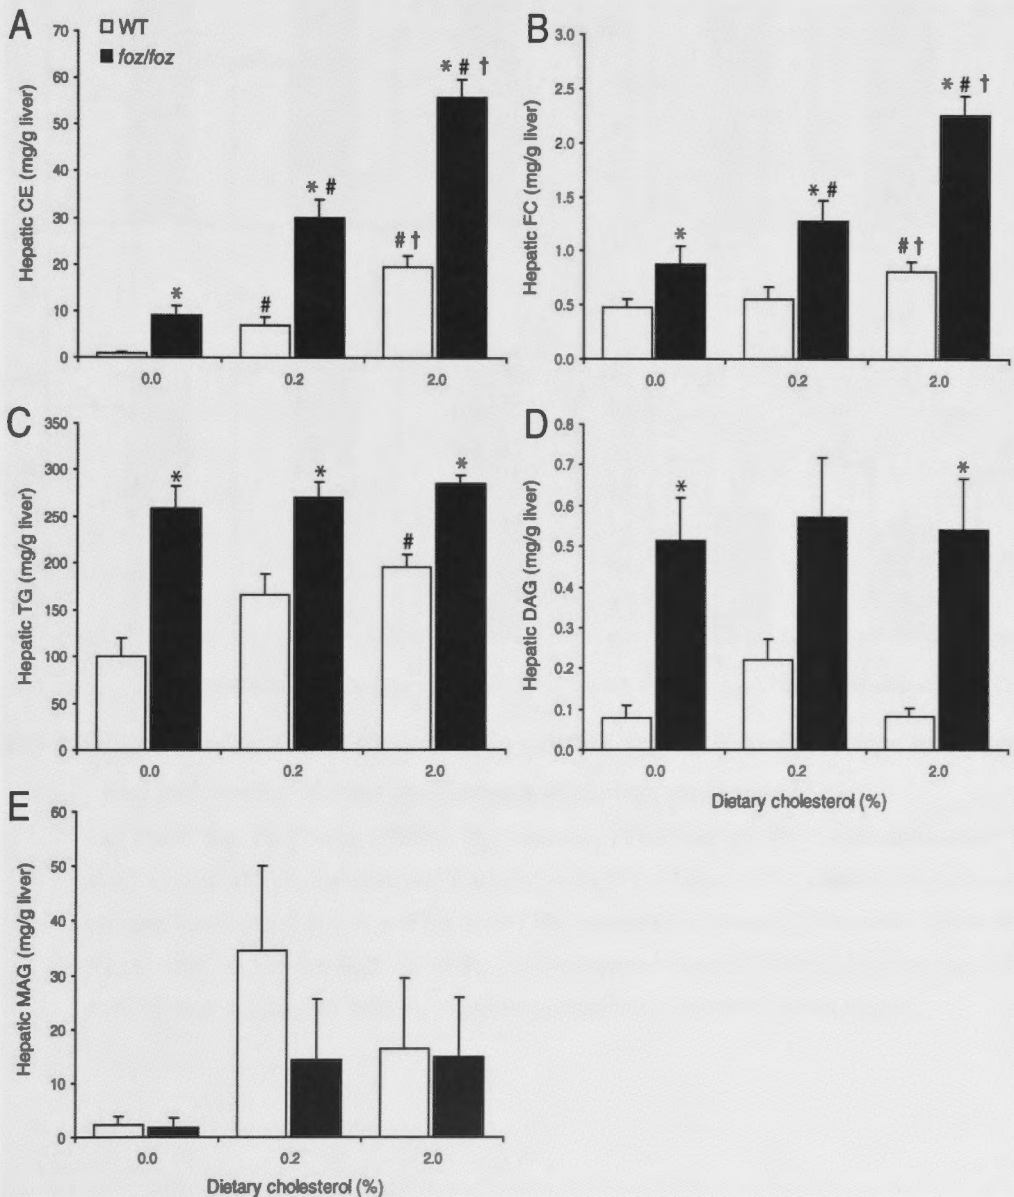 A
WT
foz/foz
Hepatic CE (mg/g liver)
70
60
50
40
30
20
10
0
*
#
* #
# †
* # †
0.0 0.2 2.0
B
Hepatic FC (mg/g liver)
3.0
2.5
2.0
1.5
1.0
0.5
0.0
*
* #
# †
* # †
0.0 0.2 2.0
C
Hepatic TG (mg/g liver)
350
300
250
200
150
100
50
0
*
*
#
*
0.0 0.2 2.0
D
Hepatic DAG (mg/g liver)
0.8
0.7
0.6
0.5
0.4
0.3
0.2
0.1
0.0
*
*
0.0 0.2 2.0
Dietary cholesterol (%)
E
Hepatic MAG (mg/g liver)
60
50
40
30
20
10
0
0.0 0.2 2.0
Dietary cholesterol (%)